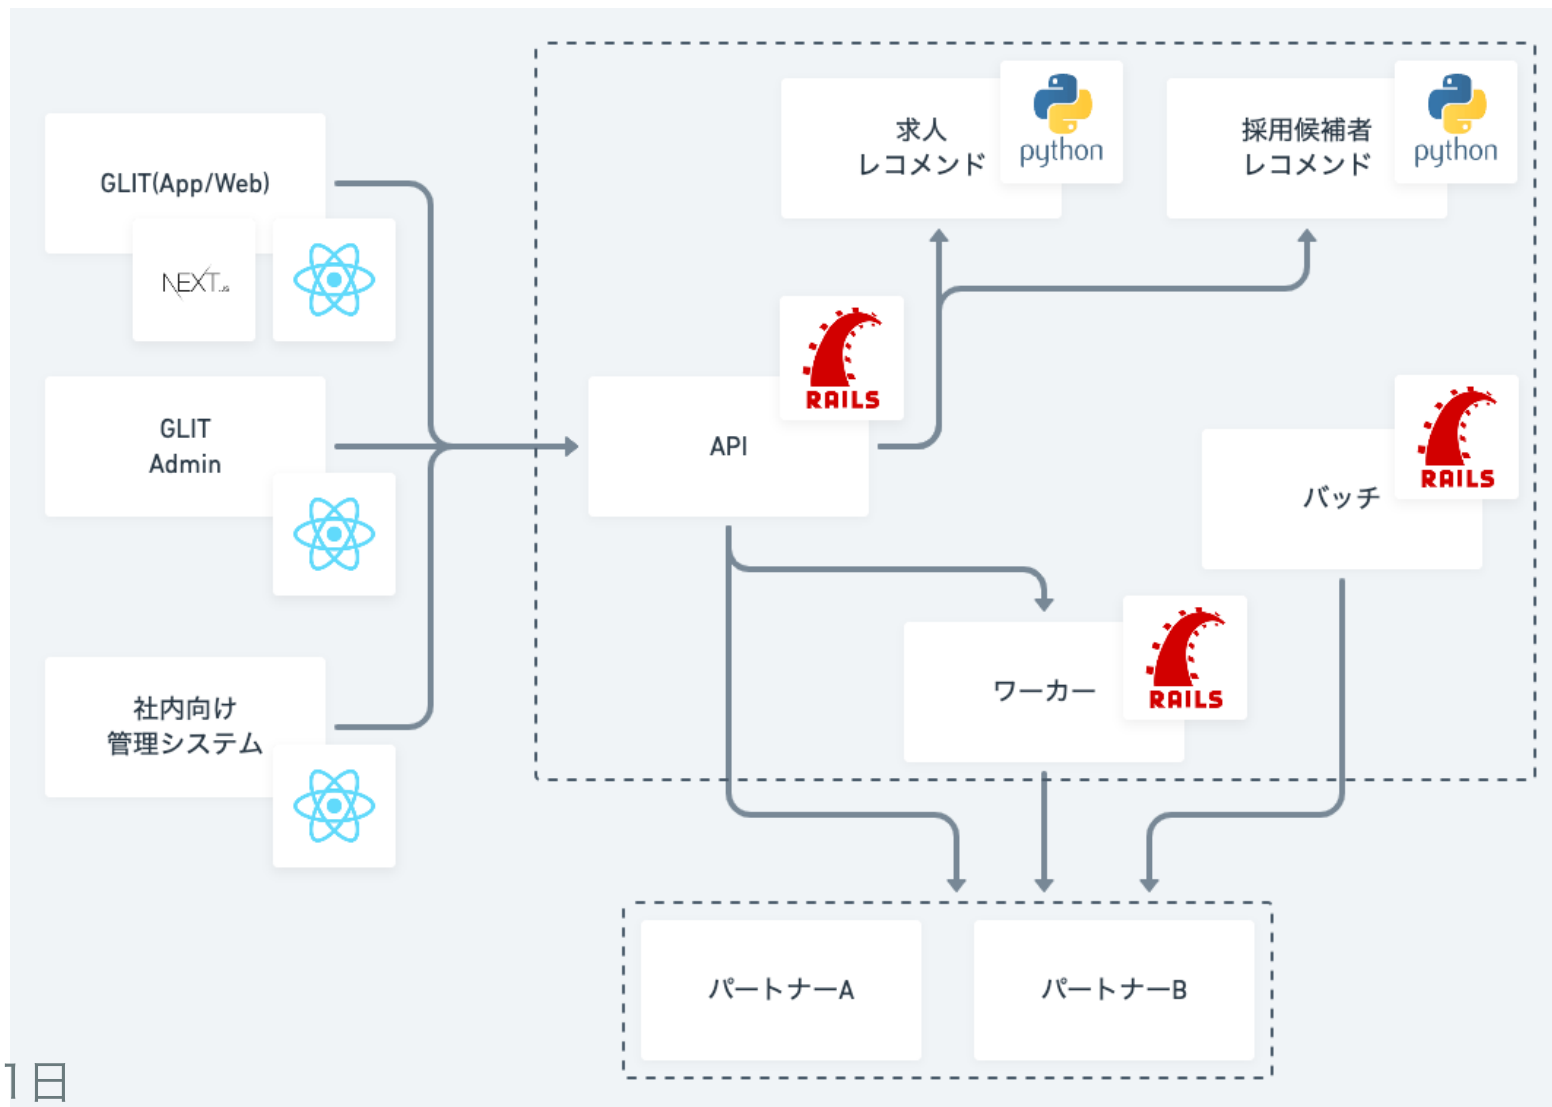 GLIT(App/Web)
NEXT.JS
GLIT
Admin
社内向け
管理システム
求人
レコメンド
python
採用候補者
レコメンド
python
RAILS
API
RAILS
バッチ
RAILS
ワーカー
パートナーA
パートナーB
1日